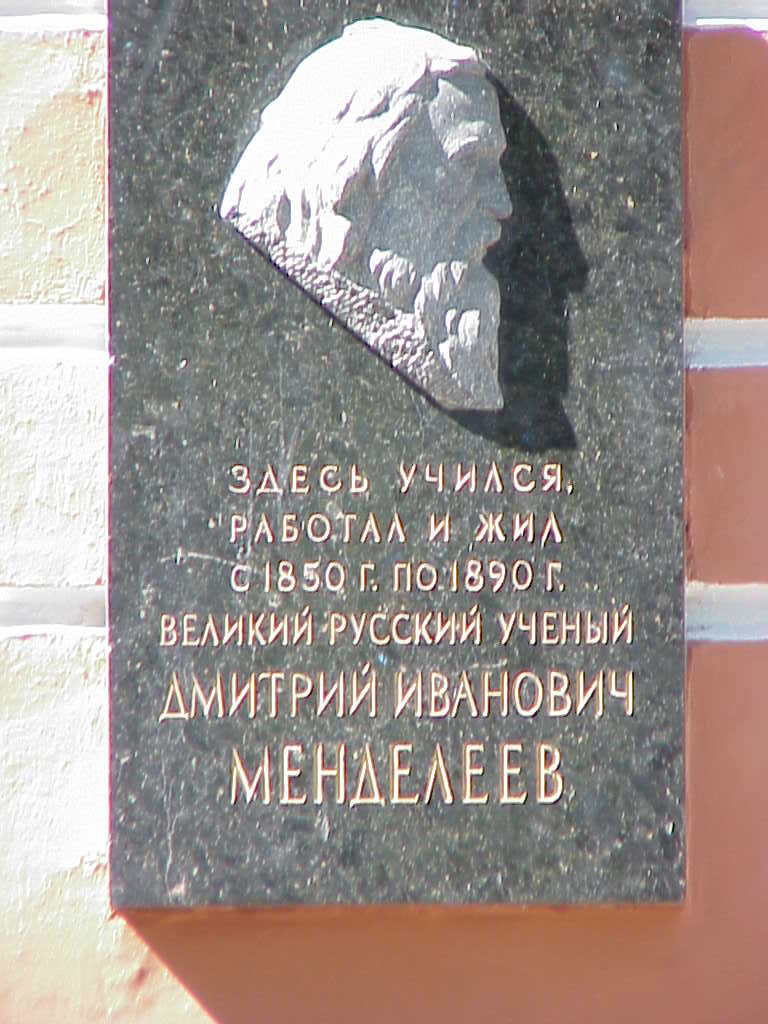 ЗДЕСЬ УЧИЛСЯ,
РАБОТАЛ И ЖИЛ
С 1850 Г. ПО 1890 Г.
ВЕЛИКИЙ РУССКИЙ УЧЕНЫЙ
ДМИТРИЙ ИВАНОВИЧ
МЕНДЕЛЕЕВ